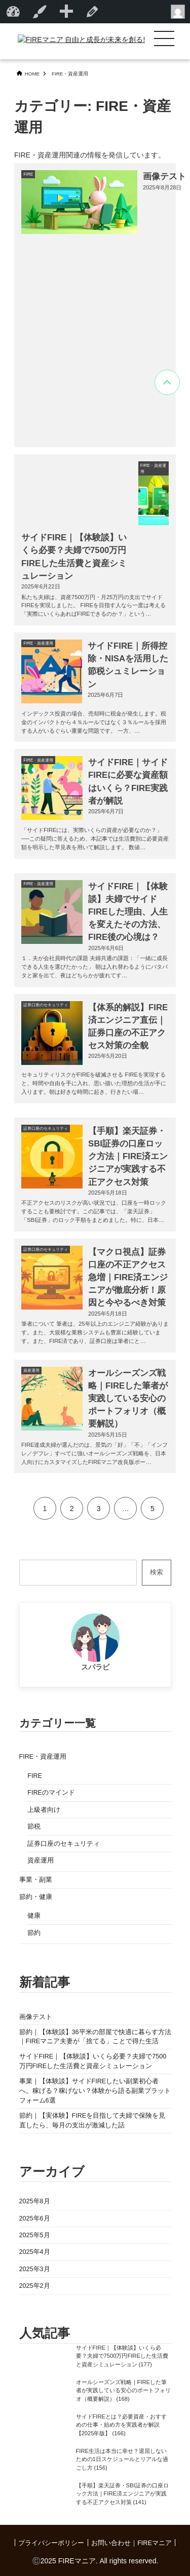 FIREマニア 自由と成長が未来を創る!
HOME
FIRE・資産運用
カテゴリー: FIRE・資産
運用
FIRE・資産運用関連の情報を発信しています。
FIRE
画像テスト
2025年8月28日
FIRE・資産運用
サイドFIRE｜【体験談】い
くら必要？夫婦で7500万円
FIREした生活費と資産シミ
ュレーション
2025年6月22日
私たち夫婦は、資産7500万円・月25万円の支出でサイド
FIREを実現しました。 FIREを目指す人なら一度は考える
「実際にいくらあればFIREできるのか？」という…
FIRE・資産運用
サイドFIRE｜所得控
除・NISAを活用した
節税シュミレーショ
ン
2025年6月7日
インデックス投資の場合、売却時に税金が発生します。税
金のインパクトから４％ルールではなく３％ルールを採用
する人がいるぐらい重要な問題です。 一方、…
FIRE・資産運用
サイドFIRE｜サイド
FIREに必要な資産額
はいくら？FIRE実践
者が解説
2025年6月7日
「サイドFIREには、実際いくらの資産が必要なのか？」
──この疑問に答えるため、本記事では生活費別に必要資産
額を明示した早見表を用いて解説します。 数値…
FIRE・資産運用
サイドFIRE｜【体験
談】夫婦でサイド
FIREした理由、人生
を変えたその方法、
FIRE後の心境は？
2025年6月6日
１．夫が会社員時代の課題 夫婦共通の課題：「一緒に成長
できる人生を選びたかった」朝は入れ替わるようにバタバ
タと家を出て、夜はどちらかが疲れてす…
証券口座のセキュリティ
【体系的解説】FIRE
済エンジニア直伝｜
証券口座の不正アク
セス対策の全貌
2025年5月20日
セキュリティリスクがFIREを破滅させる FIREを実現する
と、時間や自由を手に入れ、思い描いた理想の生活が手に
入ります。朝は好きな時間に起き、行きたい場…
証券口座のセキュリティ
【手順】楽天証券・
SBI証券の口座ロッ
ク方法｜FIRE済エン
ジニアが実践する不
正アクセス対策
2025年5月18日
不正アクセスのリスクが高い状況では、口座を一時ロック
することも要検討です。この記事では、「楽天証券」
「SBI証券」のロック手順をまとめました。特に、日本…
証券口座のセキュリティ
【マクロ視点】証券
口座の不正アクセス
急増｜FIRE済エンジ
ニアが徹底分析！原
因と今やるべき対策
2025年5月18日
筆者について 筆者は、25年以上のエンジニア経験がありま
す。また、大規模な業務システムも豊富に経験していま
す。また、FIRE済であり、証券口座は筆者にと…
資産運用
オールシーズンズ戦
略｜FIREした筆者が
実践している安心の
ポートフォリオ（概
要解説）
2025年5月15日
FIRE達成夫婦が選んだのは、景気の「好」「不」「インフ
レ／デフレ」すべてに強いオールシーズンズ戦略を、日本
人向けにカスタマイズしたFIREマニア改良版ポー…
1
2
3
…
5
検索
スパラビ
カテゴリー一覧
FIRE・資産運用
FIRE
FIREのマインド
上級者向け
節税
証券口座のセキュリティ
資産運用
事業・副業
節約・健康
健康
節約
新着記事
画像テスト
節約｜【体験談】36平米の部屋で快適に暮らす方法
｜FIREマニア夫妻が「捨てる」ことで得た生活
サイドFIRE｜【体験談】いくら必要？夫婦で7500
万円FIREした生活費と資産シミュレーション
事業｜【体験談】サイドFIREしたい副業初心者
へ。稼げる？稼げない？体験から語る副業プラット
フォーム6選
節約｜【実体験】FIREを目指して夫婦で保険を見
直したら、毎月の支出が激減した話
アーカイブ
2025年8月
2025年6月
2025年5月
2025年4月
2025年3月
2025年2月
人気記事
サイドFIRE｜【体験談】いくら必
要？夫婦で7500万円FIREした生活費
と資産シミュレーション (177)
オールシーズンズ戦略｜FIREした筆
者が実践している安心のポートフォリ
オ（概要解説） (168)
サイドFIREとは？必要資産・おすす
めの仕事・始め方を実践者が解説
【2025年版】 (166)
FIRE生活は本当に幸せ？退屈しない
ための1日スケジュールとリアルな過
ごし方 (156)
【手順】楽天証券・SBI証券の口座ロ
ック方法｜FIRE済エンジニアが実践
する不正アクセス対策 (141)
プライバシーポリシー
お問い合わせ｜FIREマニア
©2025 FIREマニア. All rights reserved.